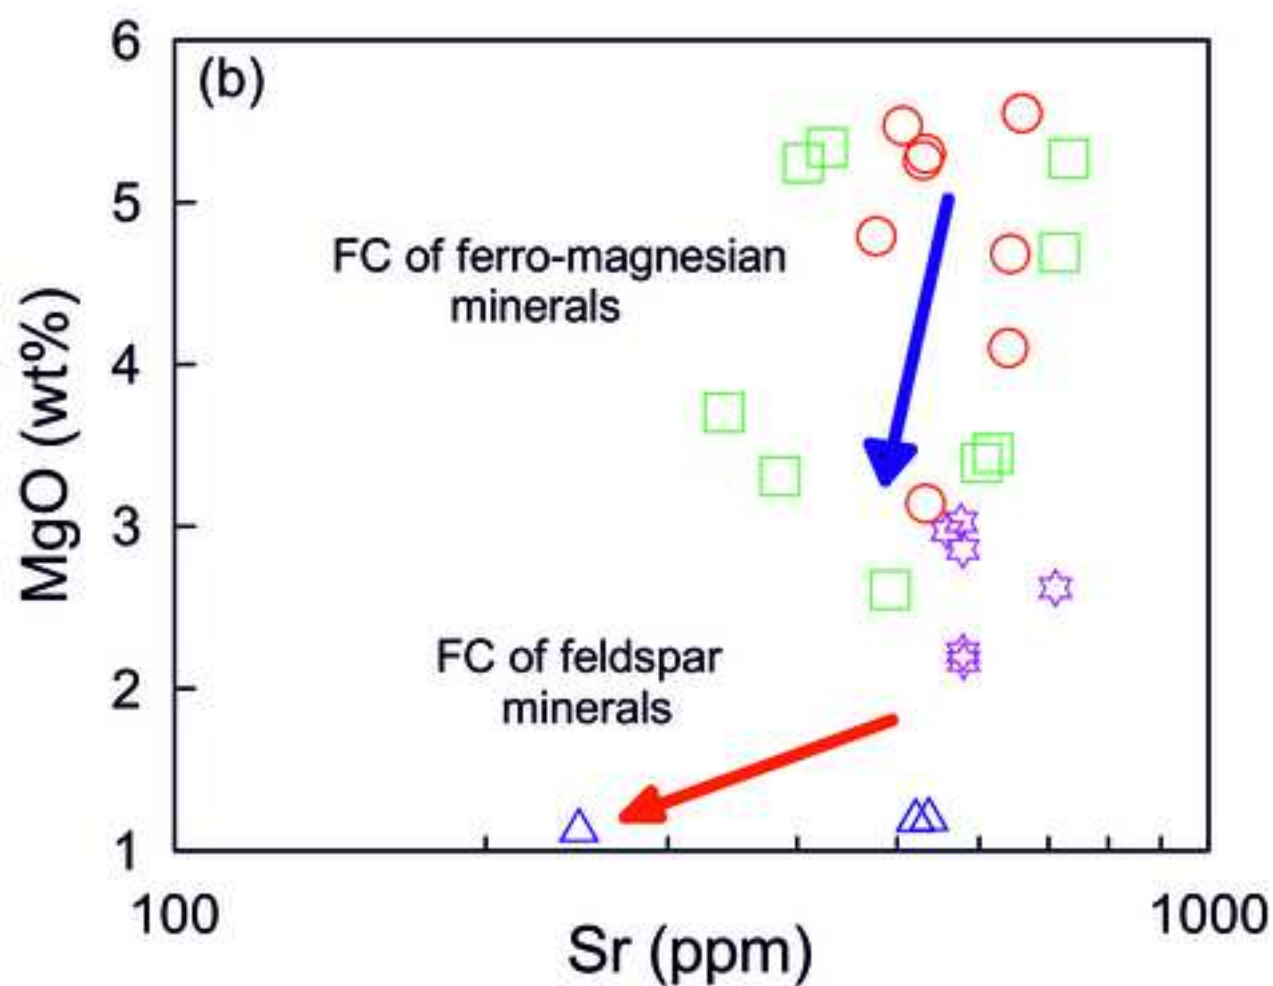 (b)
6
5
4
3
2
1
MgO (wt%)
FC of ferro-magnesian
minerals
FC of feldspar
minerals
100
1000
Sr (ppm)